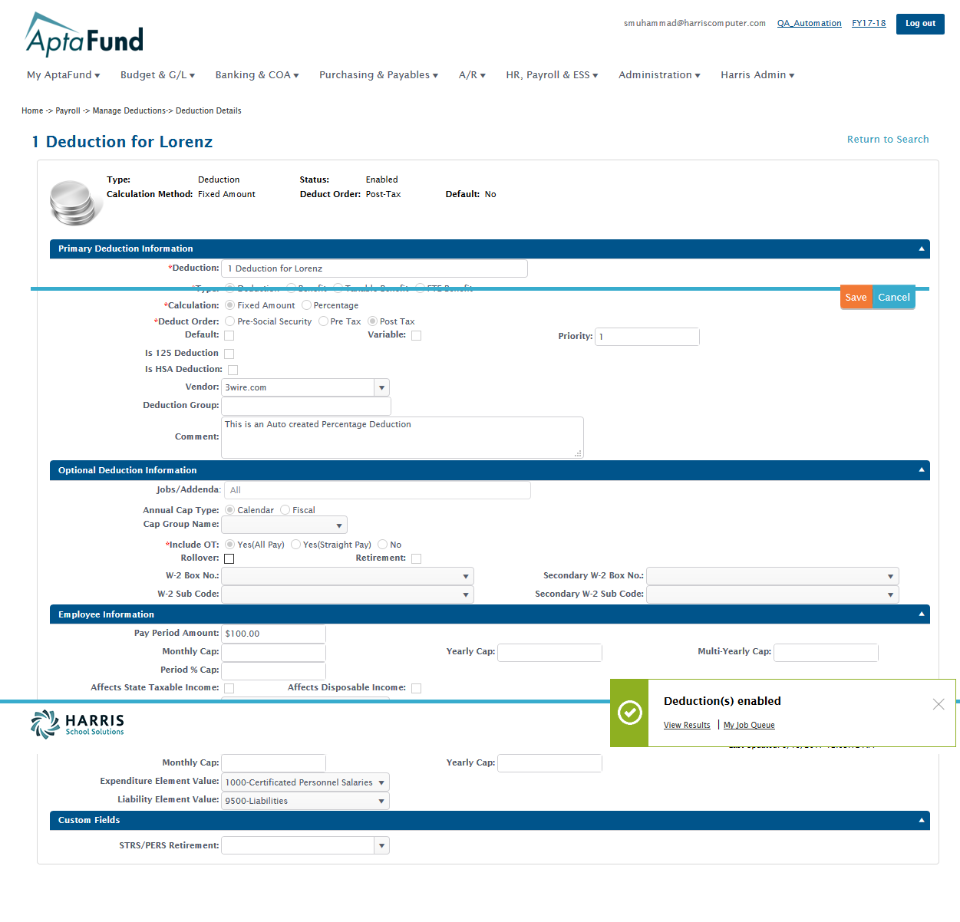 AptaFund
smuhammad@harriscomputer.com QA_Automation FY17-18 Log out
My AptaFund Budget & G/L Banking & COA Purchasing & Payables A/R HR, Payroll & ESS Administration Harris Admin
Home -> Payroll -> Manage Deductions-> Deduction Details
1 Deduction for Lorenz Return to Search
Type: Deduction Status: Enabled
Calculation Method: Fixed Amount Deduct Order: Post-Tax Default: No
Primary Deduction Information
*Deduction: 1 Deduction for Lorenz
*Type: Deduction Benefit Taxable Benefit FTE Benefit
Save Cancel
*Calculation: Fixed Amount Percentage
*Deduct Order: Pre-Social Security Pre Tax Post Tax
Default: Variable: Priority: 1
Is 125 Deduction
Is HSA Deduction:
Vendor: 3wire.com
Deduction Group:
Comment: This is an Auto created Percentage Deduction
Optional Deduction Information
Jobs/Addenda: All
Annual Cap Type: Calendar Fiscal
Cap Group Name:
*Include OT: Yes(All Pay) Yes(Straight Pay) No
Rollover: Retirement:
W-2 Box No.: Secondary W-2 Box No.:
W-2 Sub Code: Secondary W-2 Sub Code:
Employee Information
Pay Period Amount: $100.00
Monthly Cap: Yearly Cap: Multi-Yearly Cap:
Period % Cap:
Affects State Taxable Income: Affects Disposable Income:
Deduction(s) enabled
View Results My Job Queue
HARRIS
School Solutions
Monthly Cap: Yearly Cap:
Expenditure Element Value: 1000-Certificated Personnel Salaries
Liability Element Value: 9500-Liabilities
Custom Fields
STRS/PERS Retirement: